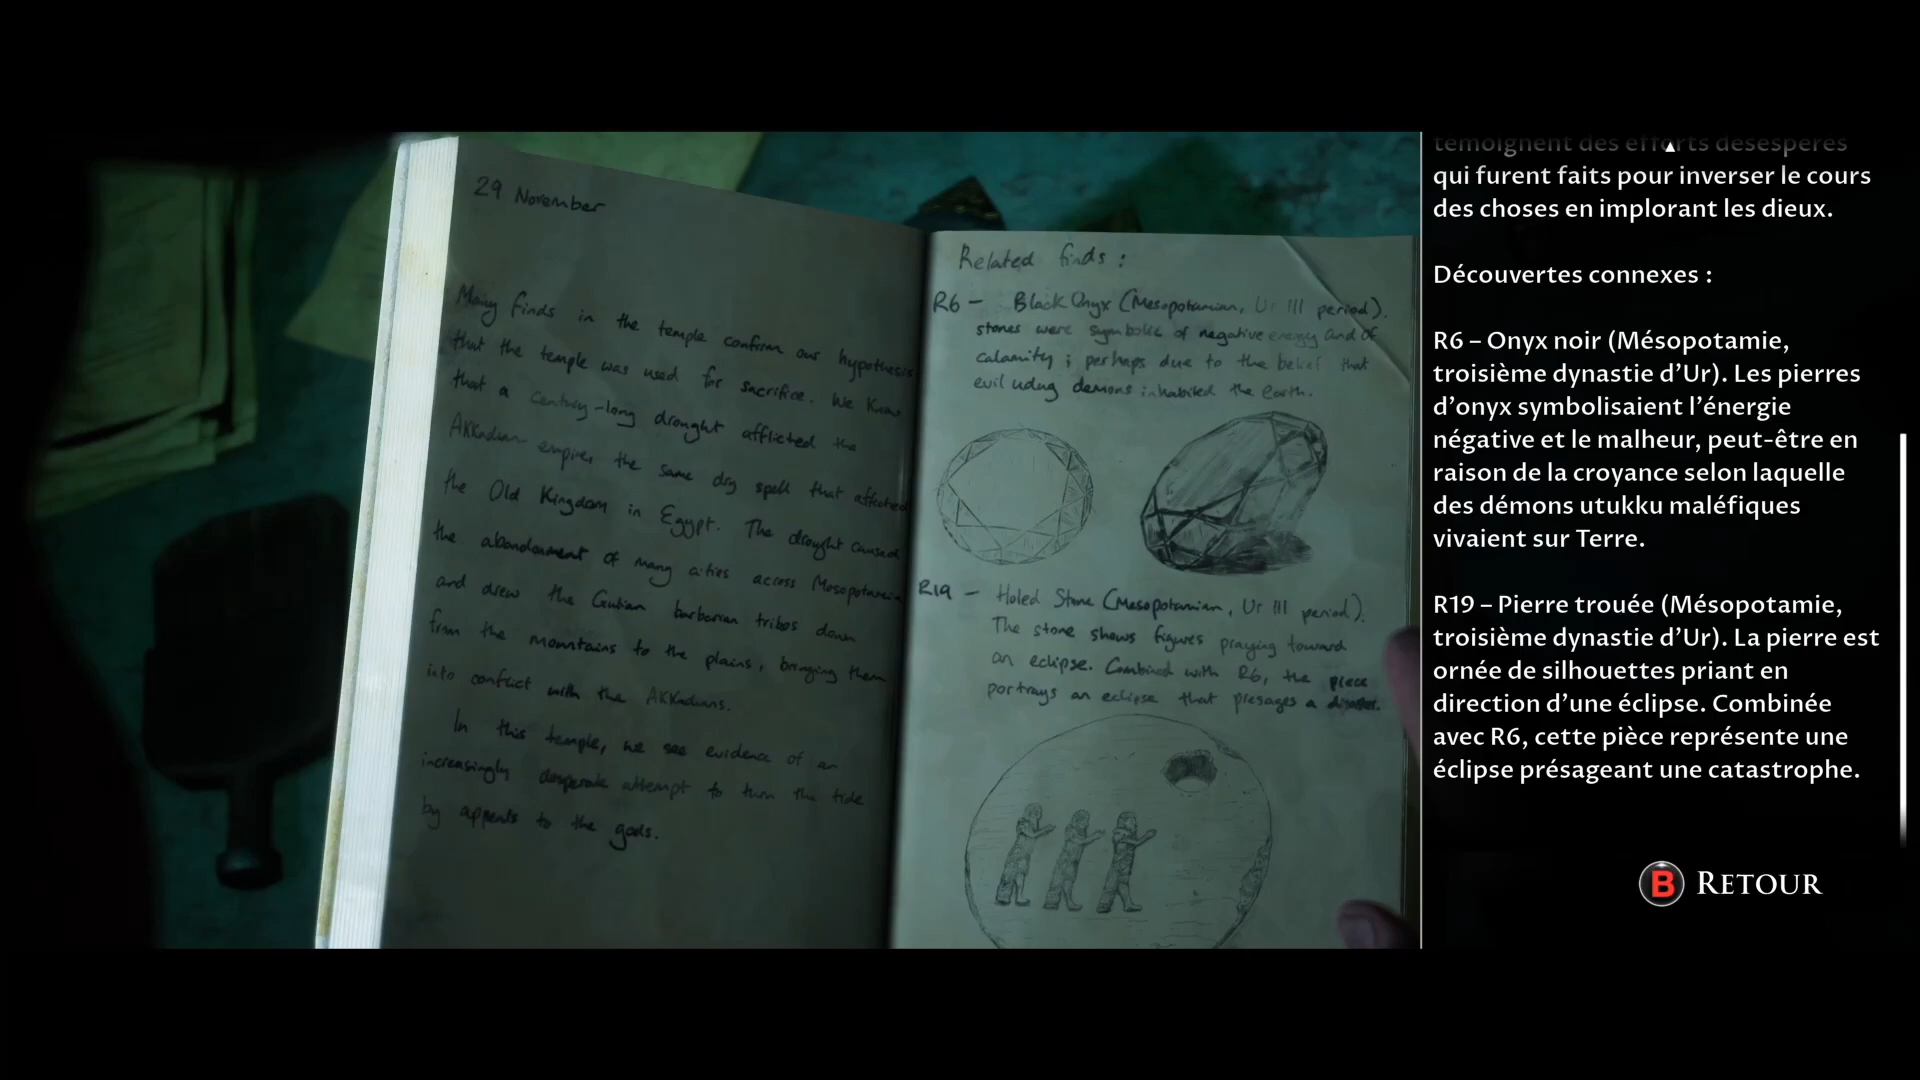 29 November
Many finds in the temple confirm our hypothesis
that the temple was used for sacrifice. We know
that a century-long drought afflicted the
Akkadian empire, the same dry spell that affected
the Old Kingdom in Egypt. The drought caused
the abandonment of many cities across Mesopotamia
and drew the Gutian barbarian tribes down
from the mountains to the plains, bringing them
into conflict with the Akkadians.
In this temple, we see evidence of an
increasingly desperate attempt to turn the tide
by appeals to the gods.
Related finds :
R6 - Black Onyx (Mesopotamian, Ur III period).
stones were symbolic of negative energy and of
calamity ; perhaps due to the belief that
evil udug demons inhabited the earth.
R19 - Holed Stone (Mesopotamian, Ur III period).
The stone shows figures praying toward
an eclipse. Combined with R6, the piece
portrays an eclipse that presages a disaster.
témoignent des efforts désespérés
qui furent faits pour inverser le cours
des choses en implorant les dieux.
Découvertes connexes :
R6 – Onyx noir (Mésopotamie,
troisième dynastie d'Ur). Les pierres
d'onyx symbolisaient l'énergie
négative et le malheur, peut-être en
raison de la croyance selon laquelle
des démons utukku maléfiques
vivaient sur Terre.
R19 – Pierre trouée (Mésopotamie,
troisième dynastie d'Ur). La pierre est
ornée de silhouettes priant en
direction d'une éclipse. Combinée
avec R6, cette pièce représente une
éclipse présageant une catastrophe.
B RETOUR